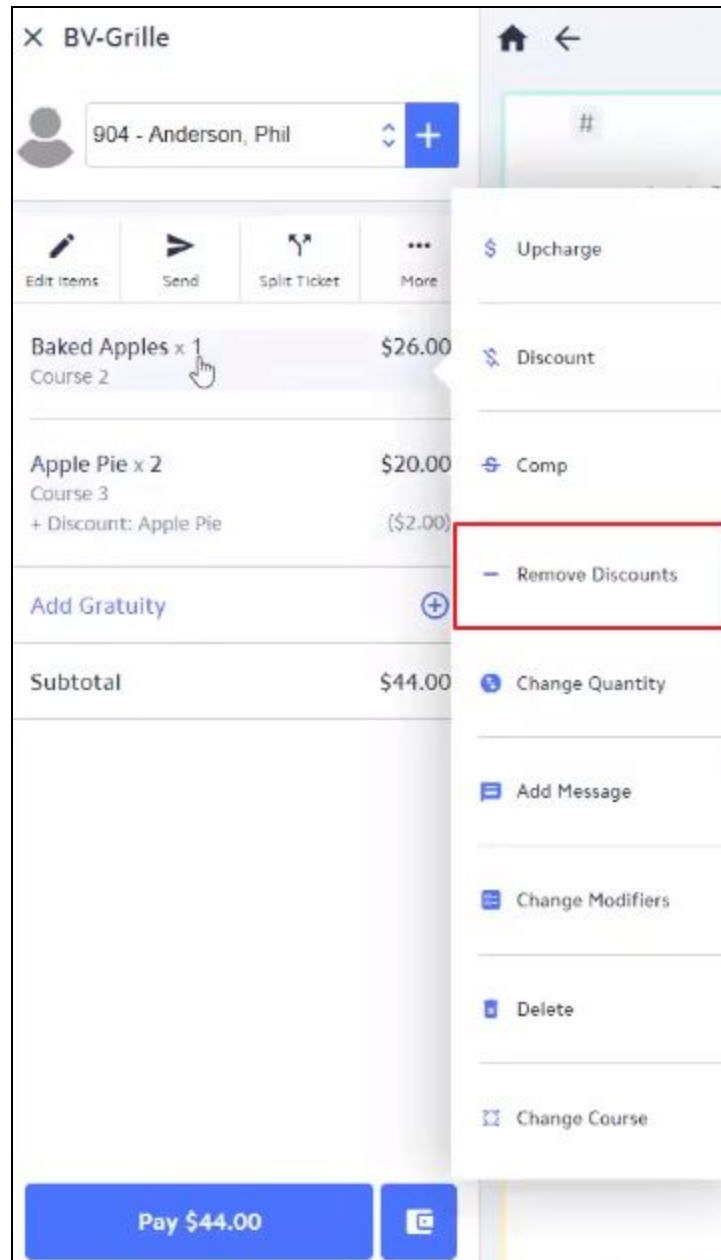 BV-Grille
904 - Anderson, Phil
#
Edit Items
Send
Split Ticket
More
Baked Apples x 1
$26.00
Course 2
Apple Pie x 2
$20.00
Course 3
+ Discount: Apple Pie
($2.00)
Add Gratuity
Subtotal
$44.00
Pay $44.00
Upcharge
Discount
Comp
Remove Discounts
Change Quantity
Add Message
Change Modifiers
Delete
Change Course